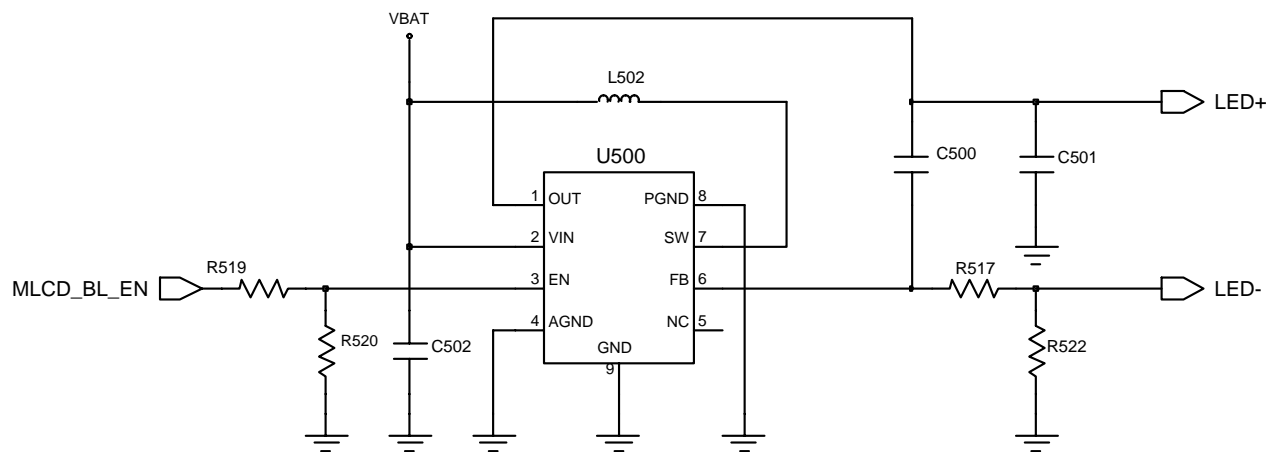 VBAT
L502
LED+
C500
C501
U500
1
OUT
PGND
8
2
VIN
SW
7
R519
MLCD_BL_EN
3
EN
FB
6
R517
LED-
4
AGND
NC
5
R520
C502
GND
9
R522